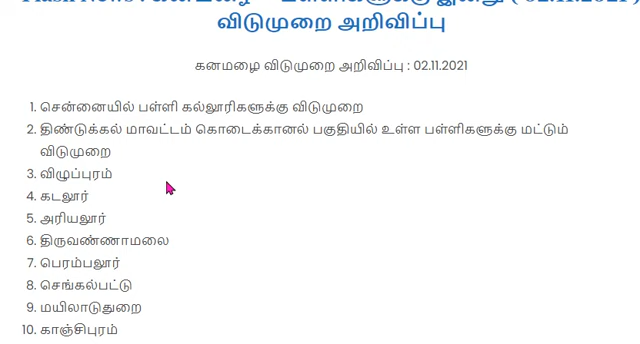 விடுமுறை அறிவிப்பு
கனமழை விடுமுறை அறிவிப்பு : 02.11.2021
1. சென்னையில் பள்ளி கல்லூரிகளுக்கு விடுமுறை
2. திண்டுக்கல் மாவட்டம் கொடைக்கானல் பகுதியில் உள்ள பள்ளிகளுக்கு மட்டும்
விடுமுறை
3. விழுப்புரம்
4. கடலூர்
5. அரியலூர்
6. திருவண்ணாமலை
7. பெரம்பலூர்
8. செங்கல்பட்டு
9. மயிலாடுதுறை
10. காஞ்சிபுரம்